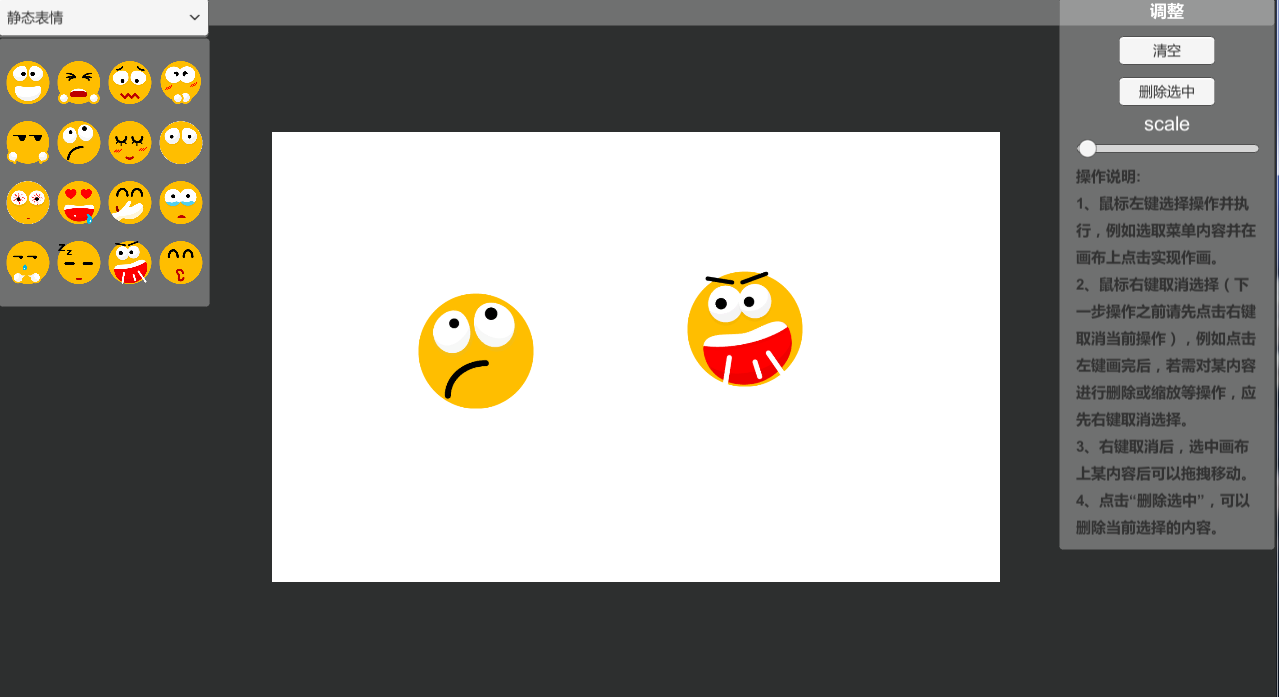 静态表情
调整
清空
删除选中
scale
操作说明:
1、鼠标左键选择操作并执
行，例如选取菜单内容并在
画布上点击实现作画。
2、鼠标右键取消选择（下
一步操作之前请先点击右键
取消当前操作），例如点击
左键画完后，若需对某内容
进行删除或缩放等操作，应
先右键取消选择。
3、右键取消后，选中画布
上某内容后可以拖拽移动。
4、点击“删除选中”，可以
删除当前选择的内容。
zz